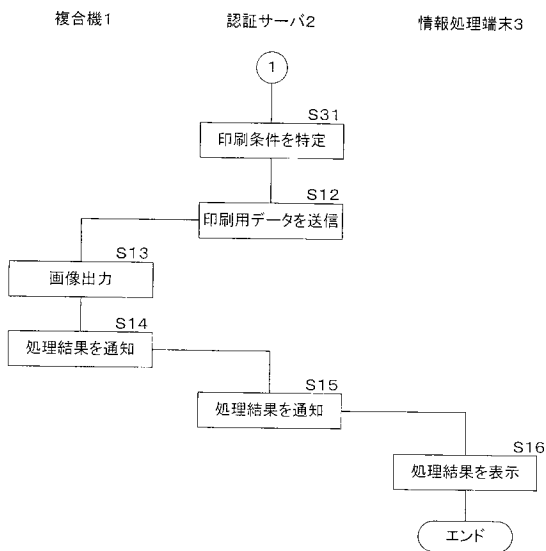 複合機1
認証サーバ2
情報処理端末3
1
S31
印刷条件を特定
S12
印刷用データを送信
S13
画像出力
S14
処理結果を通知
S15
処理結果を通知
S16
処理結果を表示
エンド